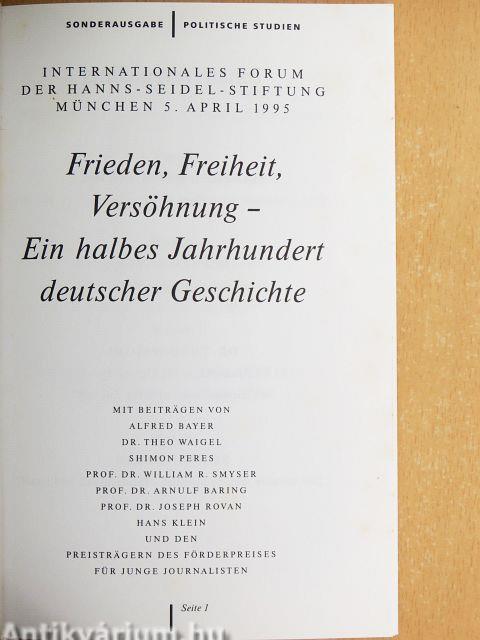 SONDERAUSGABE | POLITISCHE STUDIEN
INTERNATIONALES FORUM
DER HANNS-SEIDEL-STIFTUNG
MÜNCHEN 5. APRIL 1995
Frieden, Freiheit,
Versöhnung –
Ein halbes Jahrhundert
deutscher Geschichte
MIT BEITRÄGEN VON
ALFRED BAYER
DR. THEO WAIGEL
SHIMON PERES
PROF. DR. WILLIAM R. SMYSER
PROF. DR. ARNULF BARING
PROF. DR. JOSEPH ROVAN
HANS KLEIN
UND DEN
PREISTRÄGERN DES FÖRDERPREISES
FÜR JUNGE JOURNALISTEN
Seite 1
Antikvárium.hu